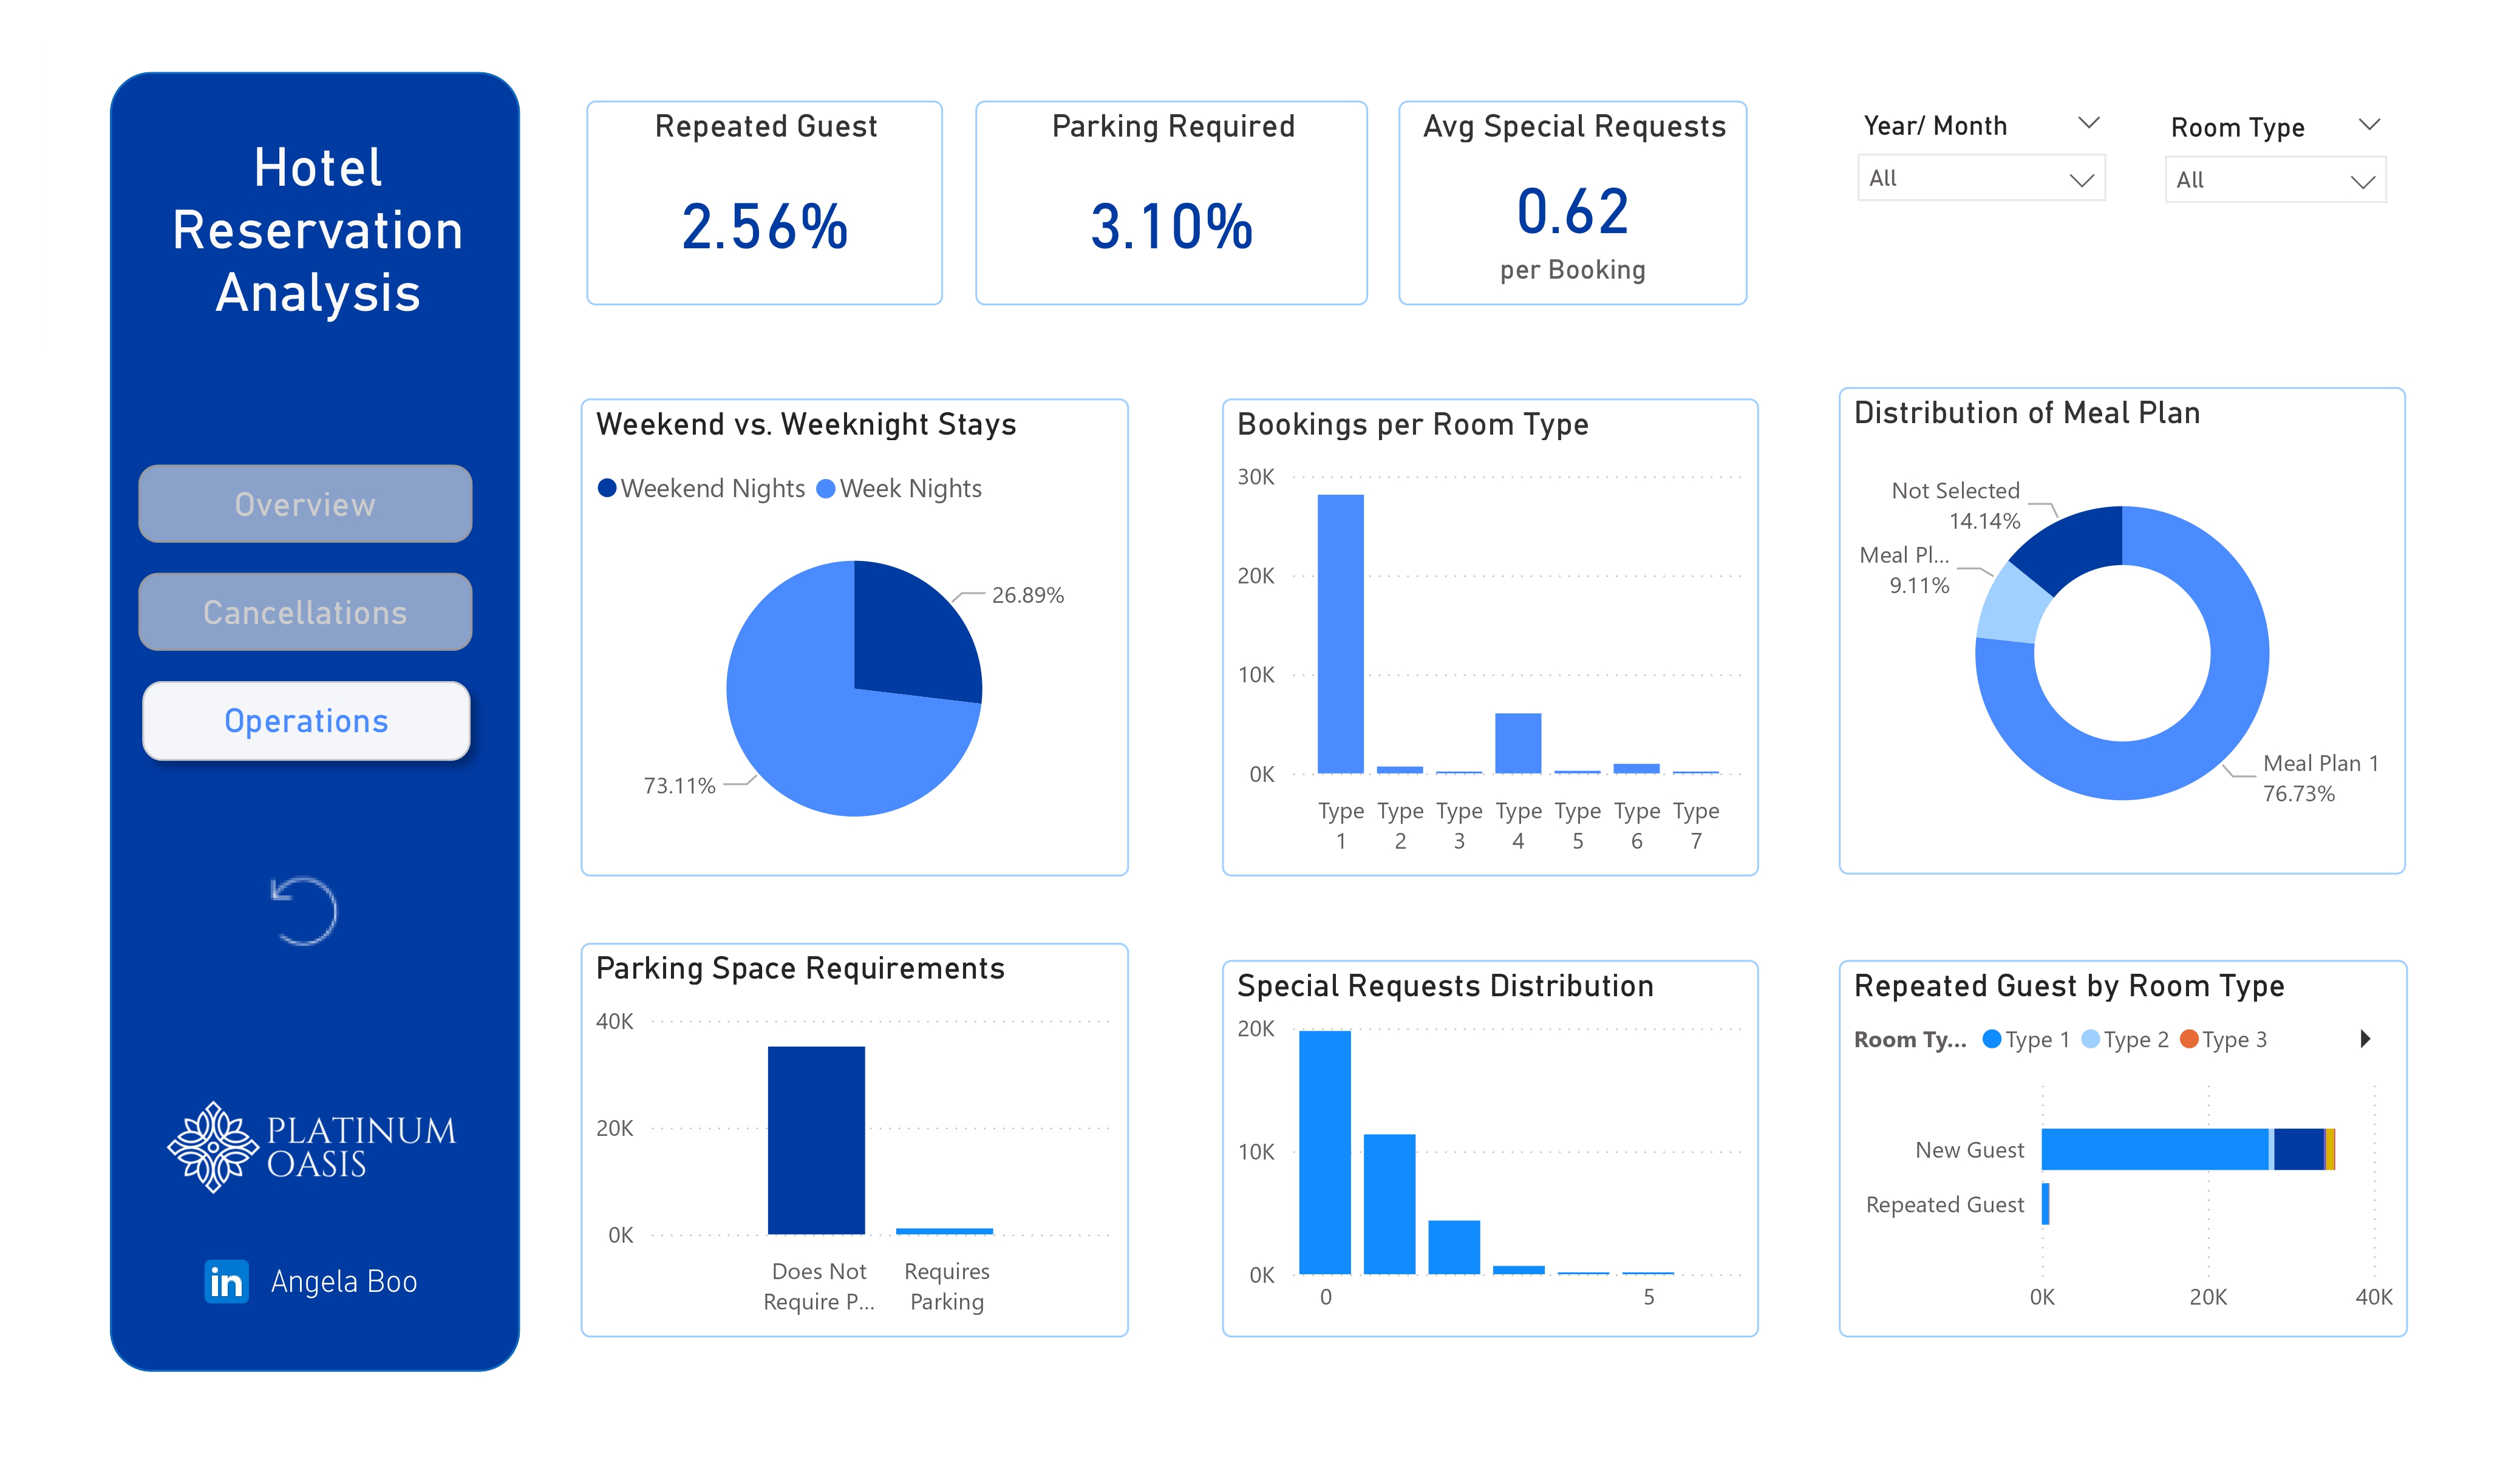 Hotel
Reservation
Analysis
Overview
Cancellations
Operations
PLATINUM
OASIS
in Angela Boo
Repeated Guest
2.56%
Parking Required
3.10%
Avg Special Requests
0.62
per Booking
Year/ Month
All
Room Type
All
Weekend vs. Weeknight Stays
Weekend Nights Week Nights
26.89%
73.11%
Bookings per Room Type
30K
20K
10K
0K
Type Type Type Type Type Type Type
1 2 3 4 5 6 7
Distribution of Meal Plan
Not Selected
14.14%
Meal Pl...
9.11%
Meal Plan 1
76.73%
Parking Space Requirements
40K
20K
0K
Does Not Requires
Require P... Parking
Special Requests Distribution
20K
10K
0K
0 5
Repeated Guest by Room Type
Room Ty... Type 1 Type 2 Type 3
New Guest
Repeated Guest
0K 20K 40K